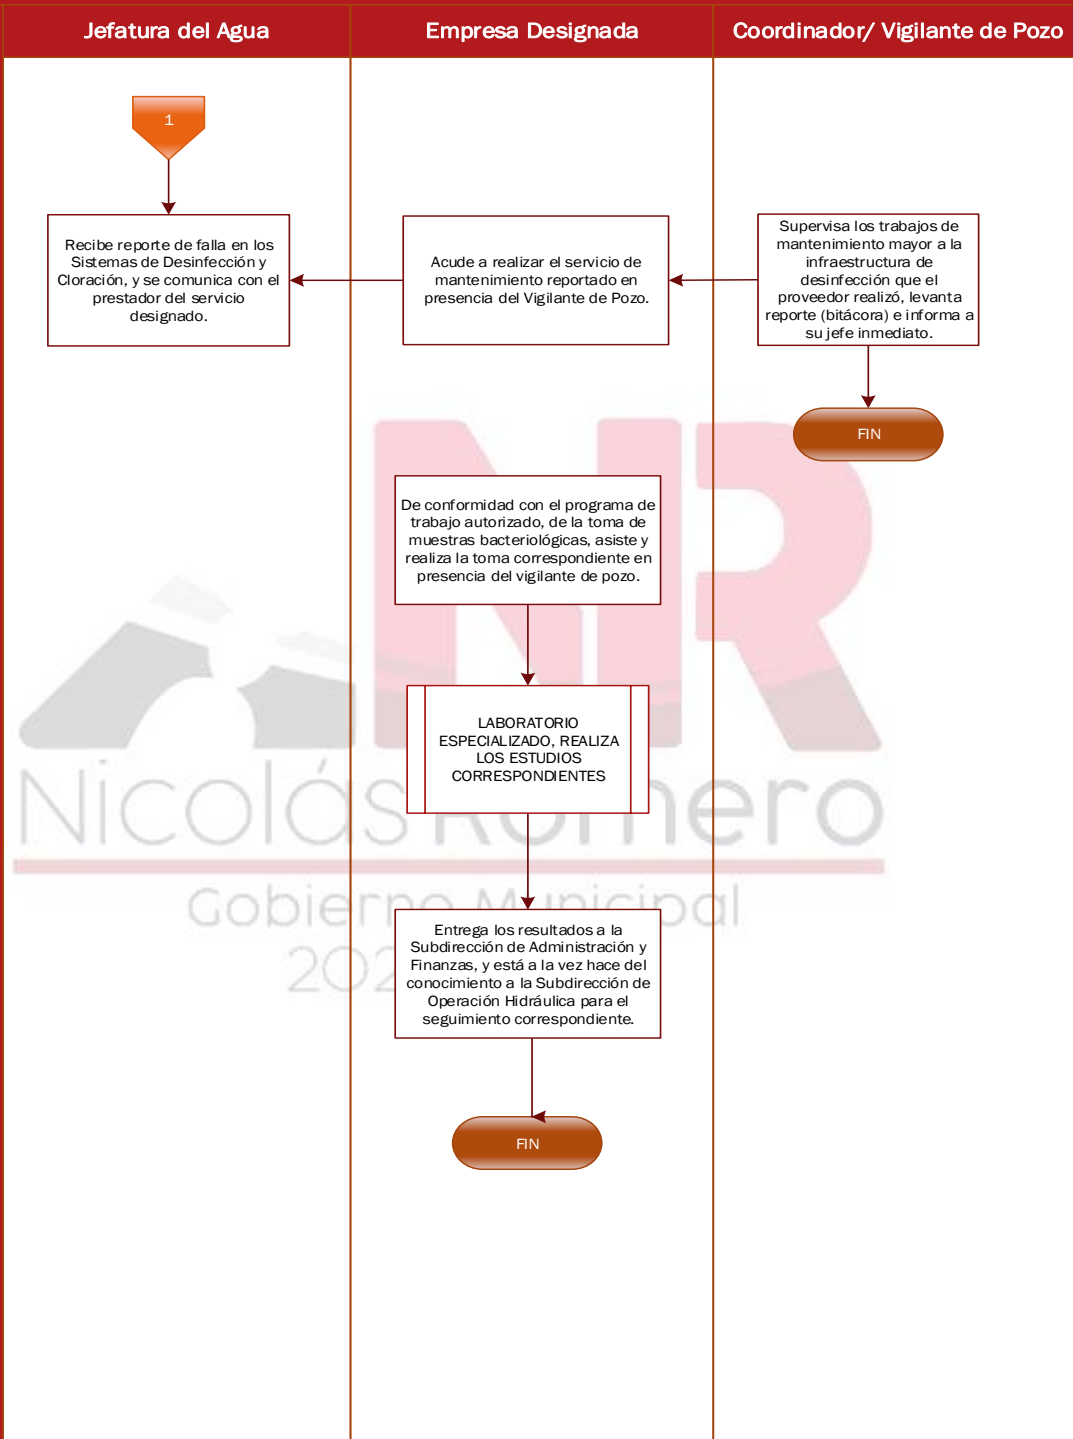 Jefatura del Agua
Empresa Designada
Coordinador/ Vigilante de Pozo
1
Recibe reporte de falla en los
Sistemas de Desinfección y
Cloración, y se comunica con el
prestador del servicio
designado.
Acude a realizar el servicio de
mantenimiento reportado en
presencia del Vigilante de Pozo.
Supervisa los trabajos de
mantenimiento mayor a la
infraestructura de
desinfección que el
proveedor realizó, levanta
reporte (bitácora) e informa a
su jefe inmediato.
FIN
De conformidad con el programa de
trabajo autorizado, de la toma de
muestras bacteriológicas, asiste y
realiza la toma correspondiente en
presencia del vigilante de pozo.
LABORATORIO
ESPECIALIZADO, REALIZA
LOS ESTUDIOS
CORRESPONDIENTES
Entrega los resultados a la
Subdirección de Administración y
Finanzas, y está a la vez hace del
conocimiento a la Subdirección de
Operación Hidráulica para el
seguimiento correspondiente.
FIN
NR
Nicolás Romero
Gobierno Municipal